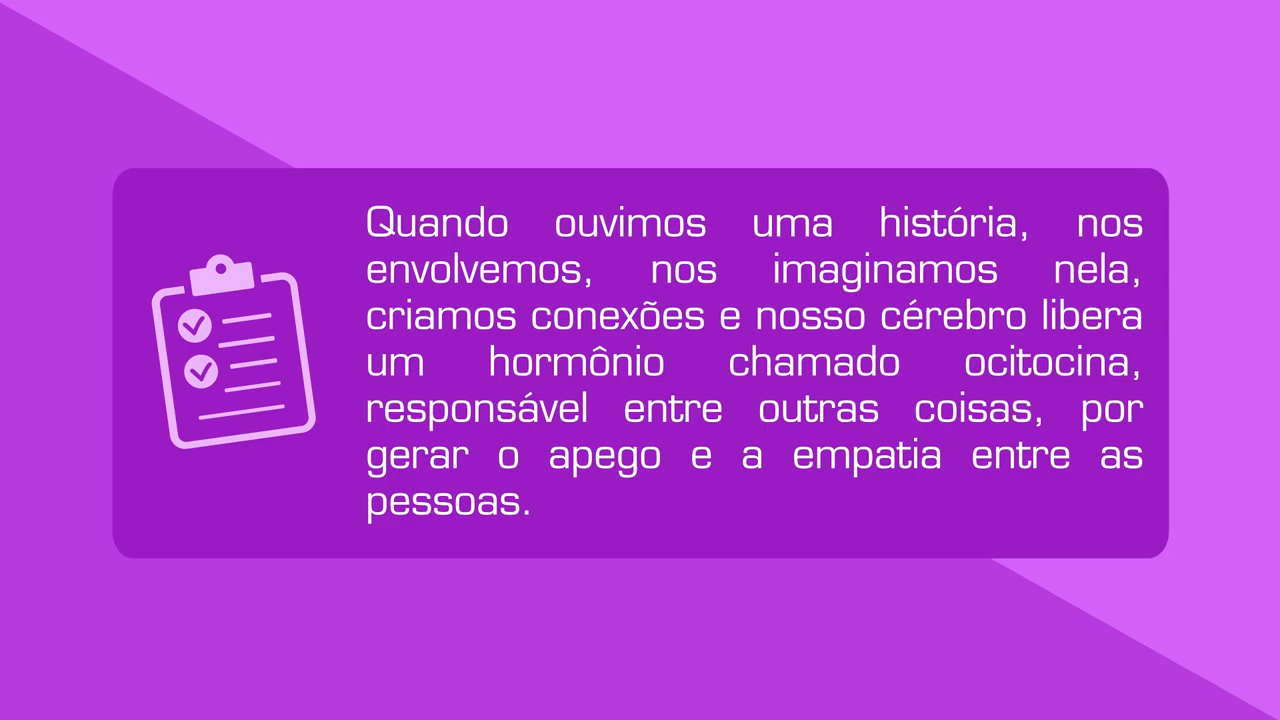 Quando ouvimos uma história, nos
envolvemos, nos imaginamos nela,
criamos conexões e nosso cérebro libera
um hormônio chamado ocitocina,
responsável entre outras coisas, por
gerar o apego e a empatia entre as
pessoas.